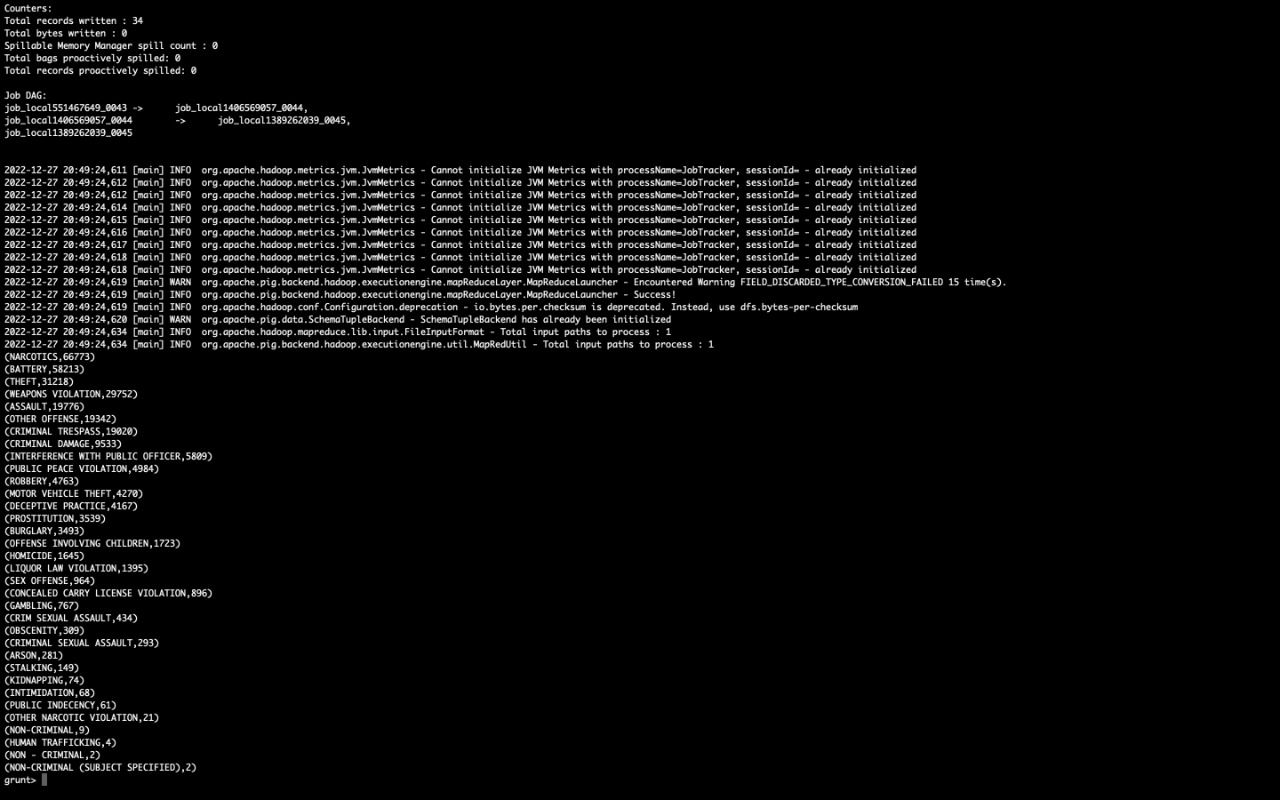 Counters:
Total records written : 34
Total bytes written : 0
Spillable Memory Manager spill count : 0
Total bags proactively spilled: 0
Total records proactively spilled: 0
Job DAG:
job_local551467649_0043 -> job_local1406569057_0044,
job_local1406569057_0044 -> job_local1389262039_0045,
job_local1389262039_0045
2022-12-27 20:49:24,611 [main] INFO org.apache.hadoop.metrics.jvm.JvmMetrics - Cannot initialize JVM Metrics with processName=JobTracker, sessionId= - already initialized
2022-12-27 20:49:24,612 [main] INFO org.apache.hadoop.metrics.jvm.JvmMetrics - Cannot initialize JVM Metrics with processName=JobTracker, sessionId= - already initialized
2022-12-27 20:49:24,612 [main] INFO org.apache.hadoop.metrics.jvm.JvmMetrics - Cannot initialize JVM Metrics with processName=JobTracker, sessionId= - already initialized
2022-12-27 20:49:24,614 [main] INFO org.apache.hadoop.metrics.jvm.JvmMetrics - Cannot initialize JVM Metrics with processName=JobTracker, sessionId= - already initialized
2022-12-27 20:49:24,615 [main] INFO org.apache.hadoop.metrics.jvm.JvmMetrics - Cannot initialize JVM Metrics with processName=JobTracker, sessionId= - already initialized
2022-12-27 20:49:24,616 [main] INFO org.apache.hadoop.metrics.jvm.JvmMetrics - Cannot initialize JVM Metrics with processName=JobTracker, sessionId= - already initialized
2022-12-27 20:49:24,617 [main] INFO org.apache.hadoop.metrics.jvm.JvmMetrics - Cannot initialize JVM Metrics with processName=JobTracker, sessionId= - already initialized
2022-12-27 20:49:24,618 [main] INFO org.apache.hadoop.metrics.jvm.JvmMetrics - Cannot initialize JVM Metrics with processName=JobTracker, sessionId= - already initialized
2022-12-27 20:49:24,618 [main] INFO org.apache.hadoop.metrics.jvm.JvmMetrics - Cannot initialize JVM Metrics with processName=JobTracker, sessionId= - already initialized
2022-12-27 20:49:24,619 [main] WARN org.apache.pig.backend.hadoop.executionengine.mapReduceLayer.MapReduceLauncher - Encountered Warning FIELD_DISCARDED_TYPE_CONVERSION_FAILED 15 time(s).
2022-12-27 20:49:24,619 [main] INFO org.apache.pig.backend.hadoop.executionengine.mapReduceLayer.MapReduceLauncher - Success!
2022-12-27 20:49:24,619 [main] INFO org.apache.hadoop.conf.Configuration.deprecation - io.bytes.per.checksum is deprecated. Instead, use dfs.bytes-per-checksum
2022-12-27 20:49:24,620 [main] WARN org.apache.pig.data.SchemaTupleBackend - SchemaTupleBackend has already been initialized
2022-12-27 20:49:24,634 [main] INFO org.apache.hadoop.mapreduce.lib.input.FileInputFormat - Total input paths to process : 1
2022-12-27 20:49:24,634 [main] INFO org.apache.pig.backend.hadoop.executionengine.util.MapRedUtil - Total input paths to process : 1
(NARCOTICS,66773)
(BATTERY,58213)
(THEFT,31218)
(WEAPONS VIOLATION,29752)
(ASSAULT,19776)
(OTHER OFFENSE,19342)
(CRIMINAL TRESPASS,19020)
(CRIMINAL DAMAGE,9533)
(INTERFERENCE WITH PUBLIC OFFICER,5809)
(PUBLIC PEACE VIOLATION,4984)
(ROBBERY,4763)
(MOTOR VEHICLE THEFT,4270)
(DECEPTIVE PRACTICE,4167)
(PROSTITUTION,3539)
(BURGLARY,3493)
(OFFENSE INVOLVING CHILDREN,1723)
(HOMICIDE,1645)
(LIQUOR LAW VIOLATION,1395)
(SEX OFFENSE,964)
(CONCEALED CARRY LICENSE VIOLATION,896)
(GAMBLING,767)
(CRIM SEXUAL ASSAULT,434)
(OBSCENITY,309)
(CRIMINAL SEXUAL ASSAULT,293)
(ARSON,281)
(STALKING,149)
(KIDNAPPING,74)
(INTIMIDATION,68)
(PUBLIC INDECENCY,61)
(OTHER NARCOTIC VIOLATION,21)
(NON-CRIMINAL,9)
(HUMAN TRAFFICKING,4)
(NON - CRIMINAL,2)
(NON-CRIMINAL (SUBJECT SPECIFIED),2)
grunt>